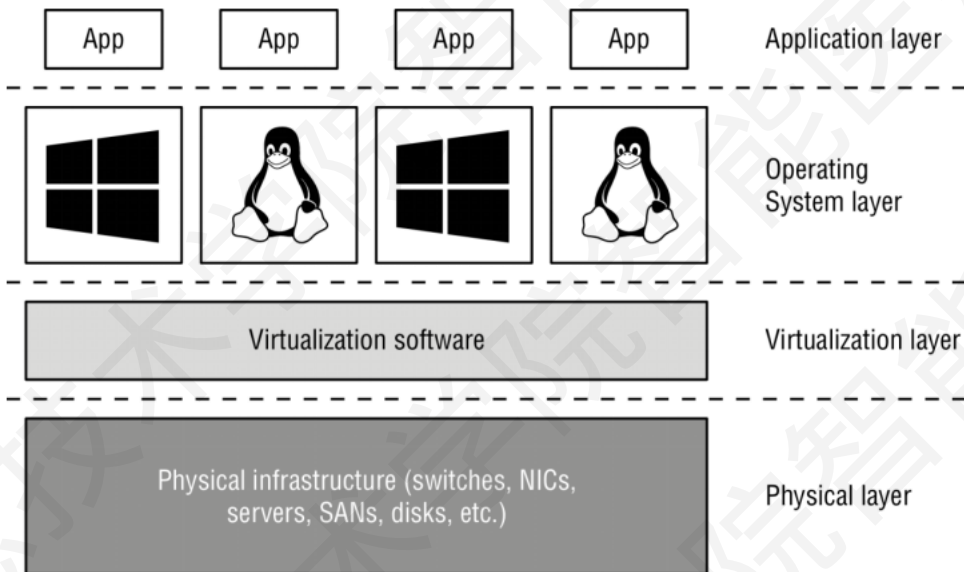 App App App App Application layer
Operating
System layer
Virtualization software Virtualization layer
Physical infrastructure (switches, NICs,
servers, SANs, disks, etc.)
Physical layer